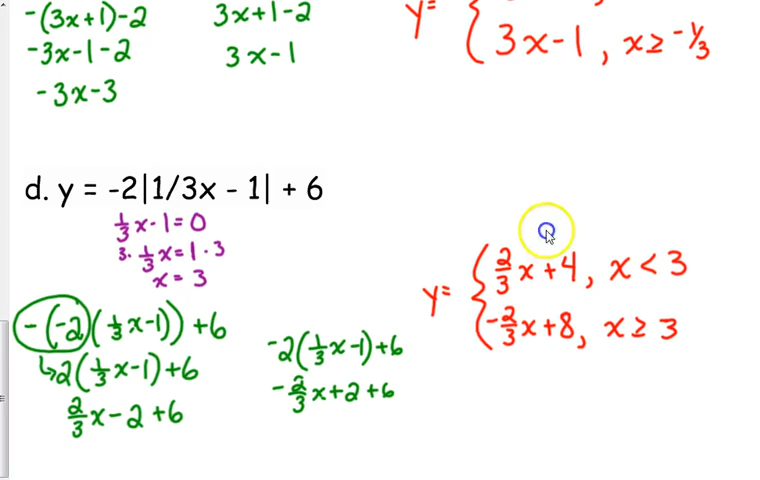 -(3x+1)-2
-3x-1-2
-3x-3
3x+1-2
3x-1
y= {
3x-1, x≥-1/3
d. y = -2|1/3x - 1| + 6
1/3x-1=0
3· 1/3x=1·3
x=3
-(-2(1/3x-1))+6
↳2(1/3x-1)+6
2/3x-2+6
-2(1/3x-1)+6
-2/3x+2+6
y= { 2/3x+4, x<3
-2/3x+8, x≥3